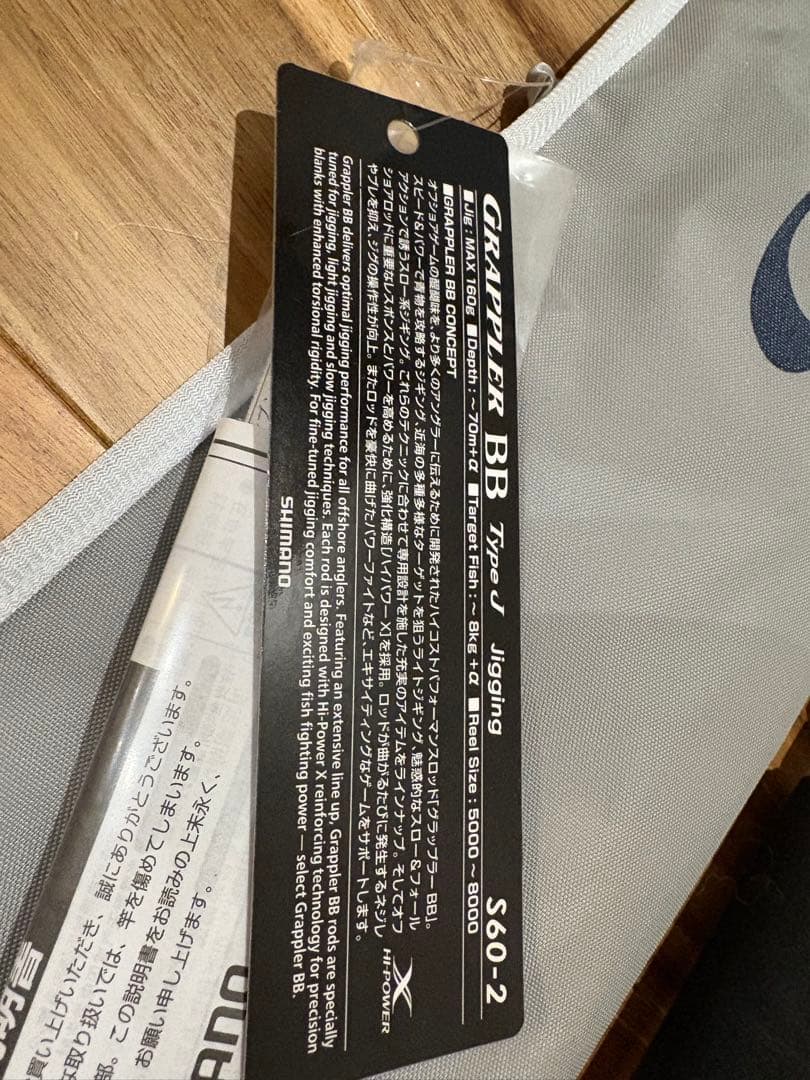 GRAPPLER BB Type J Jigging S60-2
■Jig : MAX 160g ■Depth : ~ 70m+α ■Target Fish : ~ 8kg +α ■Reel Size : 5000 ~ 8000
■GRAPPLER BB CONCEPT
オフショアゲームの醍醐味を、より多くのアングラーに伝えるために開発されたハイコストパフォーマンスロッド「グラップラー BB」。
スピード&パワーで青物を攻略するジギング、近海の多種多様なターゲットを狙うライトジギング、魅惑的なスロー&フォール
アクションで誘うスロー系ジギング。これらのテクニックに合わせて専用設計を施した充実のアイテムをラインナップ。そしてオフ
ショアロッドに重要なレスポンスとパワーを高めるために、強化構造[ハイパワー X]を採用。ロッドが曲がるたびに発生するネジレ
やブレを抑え、ジグの操作性が向上。またロッドを豪快に曲げたパワーファイトなど、エキサイティングなゲームをサポートします。
X
HI-POWER
Grappler BB delivers optimal jigging performance for all offshore anglers. Featuring an extensive line up, Grappler BB rods are specially
tuned for jigging, light jigging and slow jigging techniques. Each rod is designed with Hi-Power X reinforcing technology for precision
blanks with enhanced torsional rigidity. For fine-tuned jigging comfort and exciting fish fighting power — select Grappler BB.
SHIMANO
明書
買い上げいただき、誠にありがとうございます。
な取り扱いでは、竿を傷めてしまいます。
部。この説明書をお読みの上末永く、
お願い申し上げます。
ANO